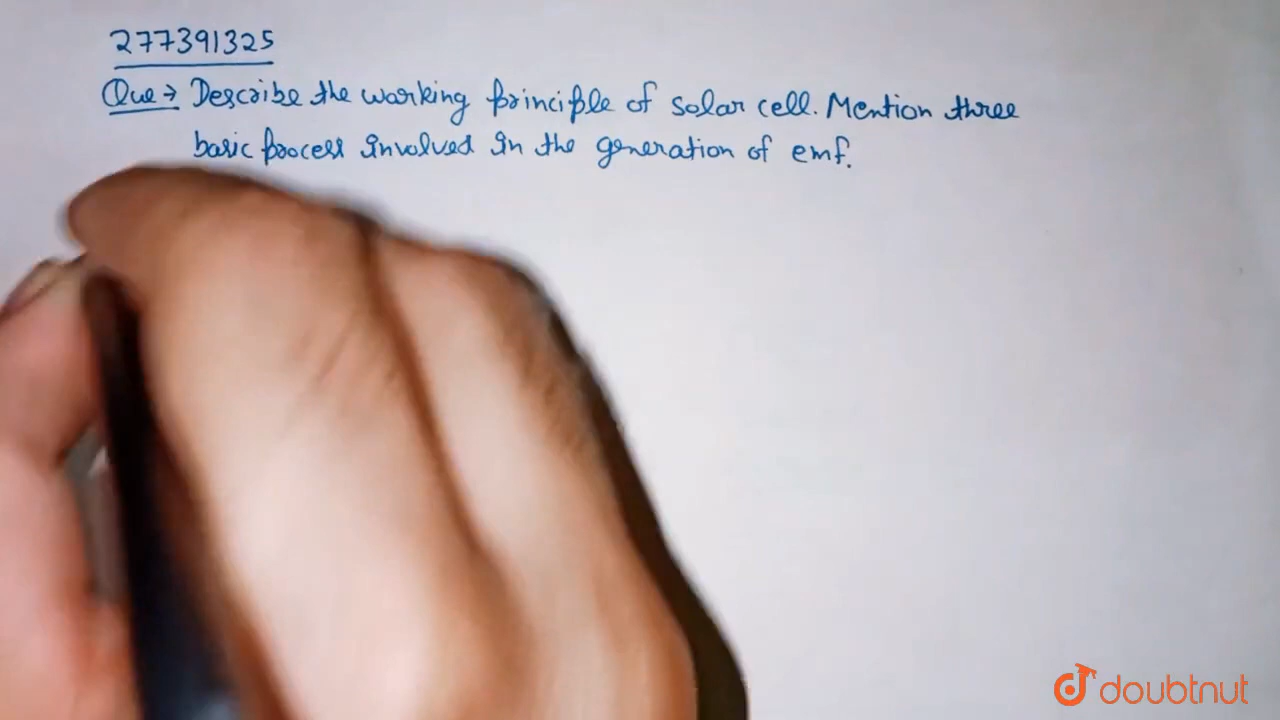 277391325
Que → Describe the working principle of solar cell. Mention three
basic process involved in the generation of emf.
doubtnut